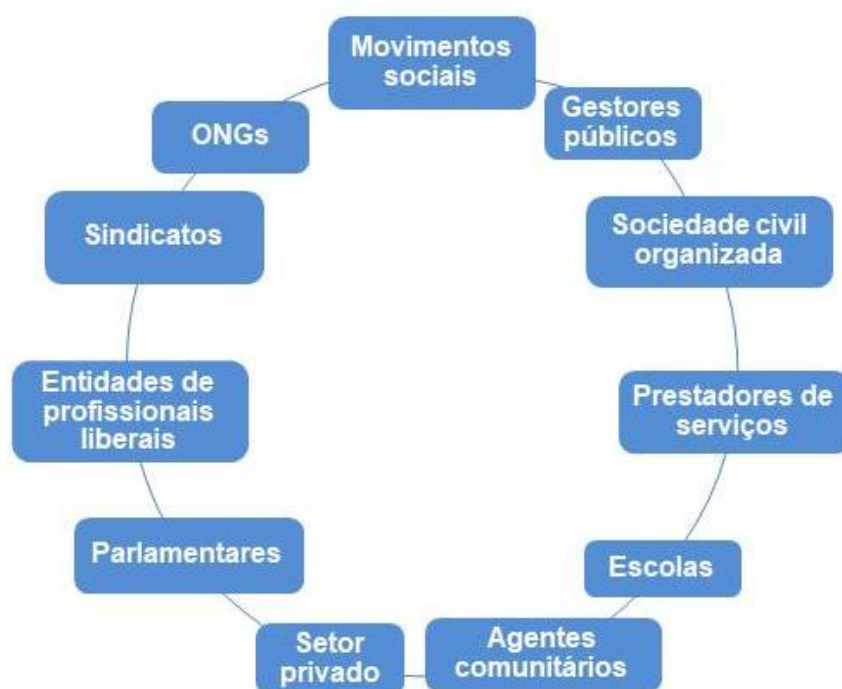 Movimentos
sociais
Gestores
públicos
Sociedade civil
organizada
Prestadores de
serviços
Escolas
Agentes
comunitários
Setor
privado
Parlamentares
Entidades de
profissionais
liberais
Sindicatos
ONGs